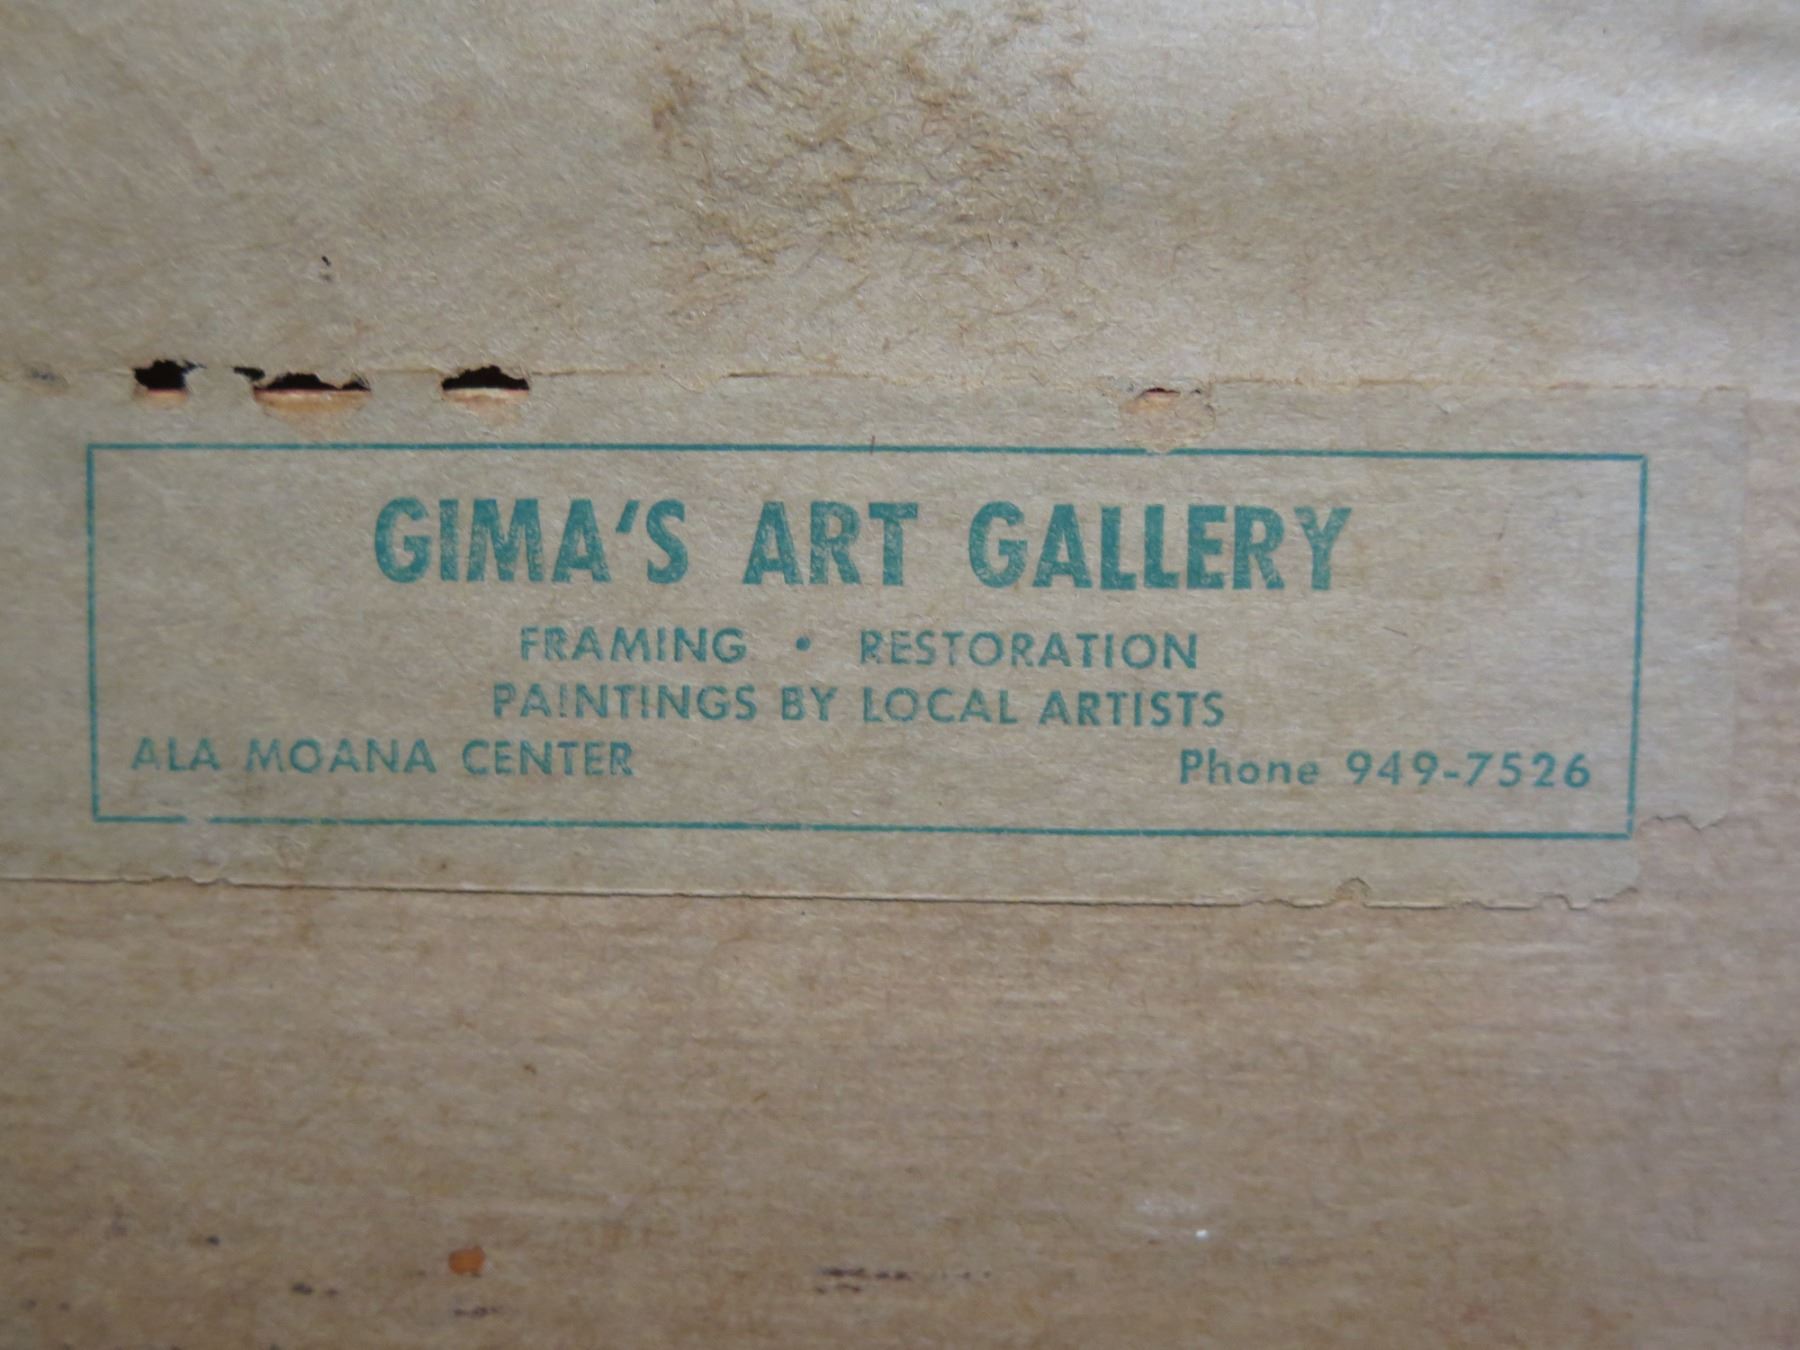 GIMA'S ART GALLERY
FRAMING • RESTORATION
PAINTINGS BY LOCAL ARTISTS
ALA MOANA CENTER Phone 949-7526